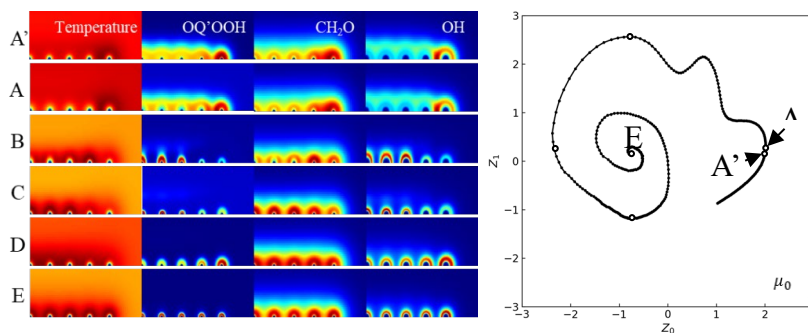 Temperature OQ'OOH CH₂O OH
A'
A
B
C
D
E
3
2
1
0
−1
−2
−3
Z₁
−3 −2 −1 0 1 2
Z₀
E
A'
μ₀